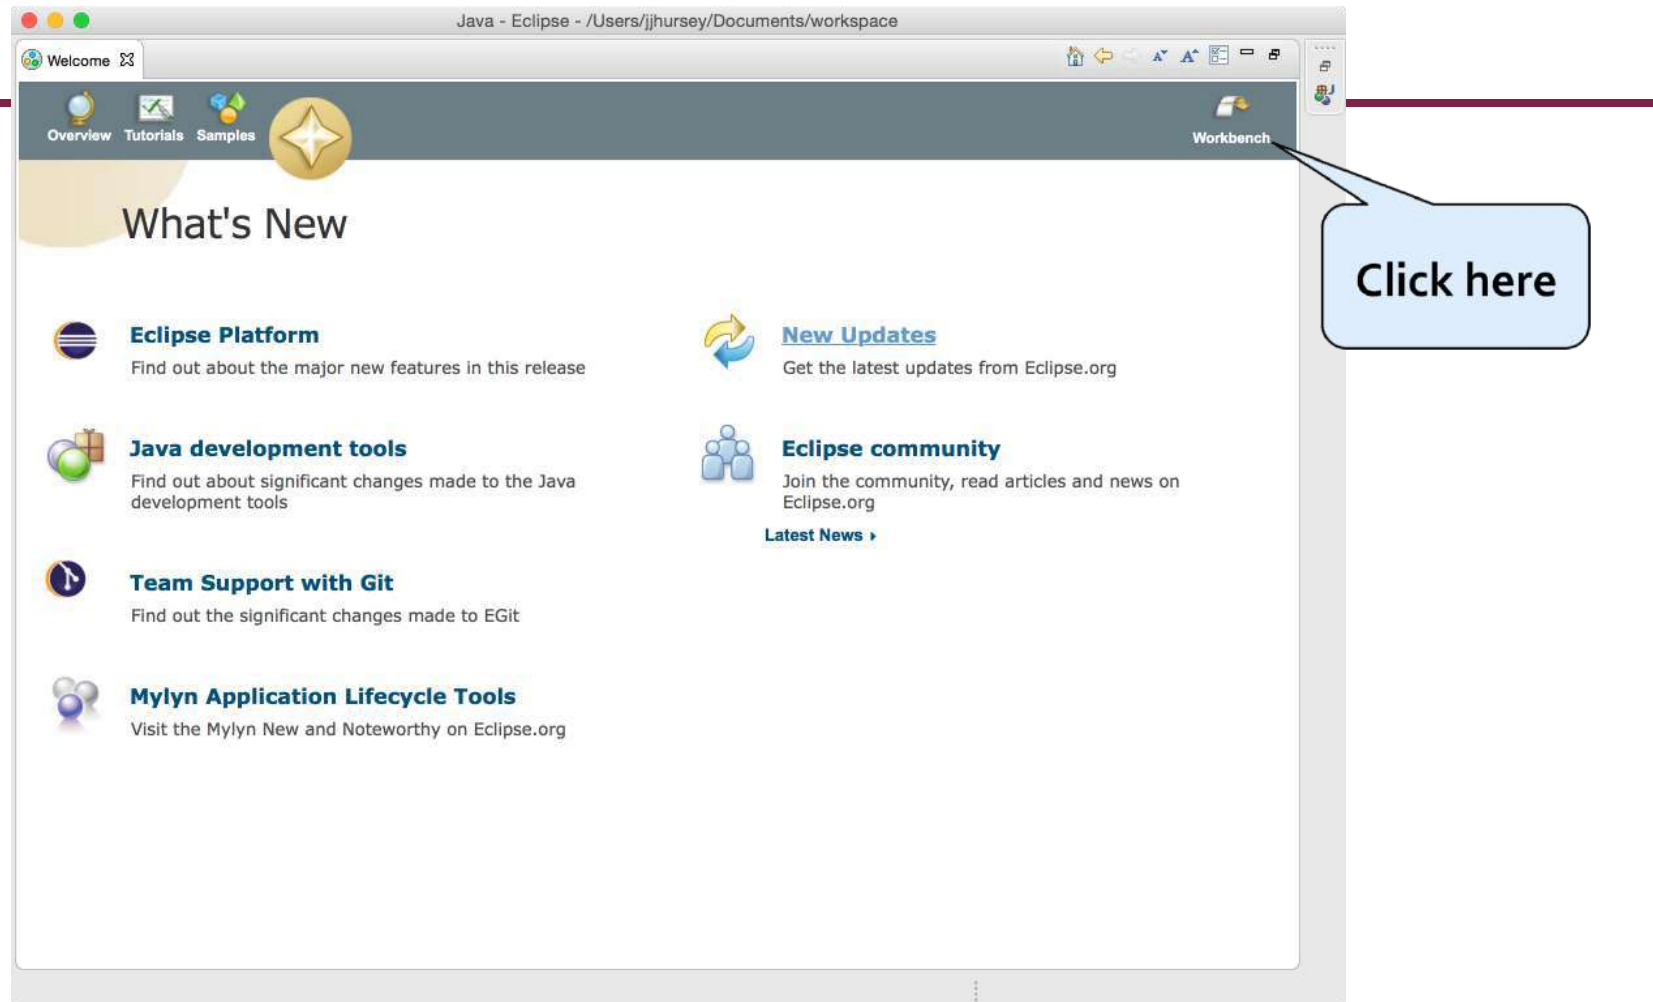 Java - Eclipse - /Users/jjhursey/Documents/workspace
Welcome
Overview Tutorials Samples
Workbench
What's New
Click here
Eclipse Platform
Find out about the major new features in this release
New Updates
Get the latest updates from Eclipse.org
Java development tools
Find out about significant changes made to the Java
development tools
Eclipse community
Join the community, read articles and news on
Eclipse.org
Latest News
Team Support with Git
Find out the significant changes made to EGit
Mylyn Application Lifecycle Tools
Visit the Mylyn New and Noteworthy on Eclipse.org